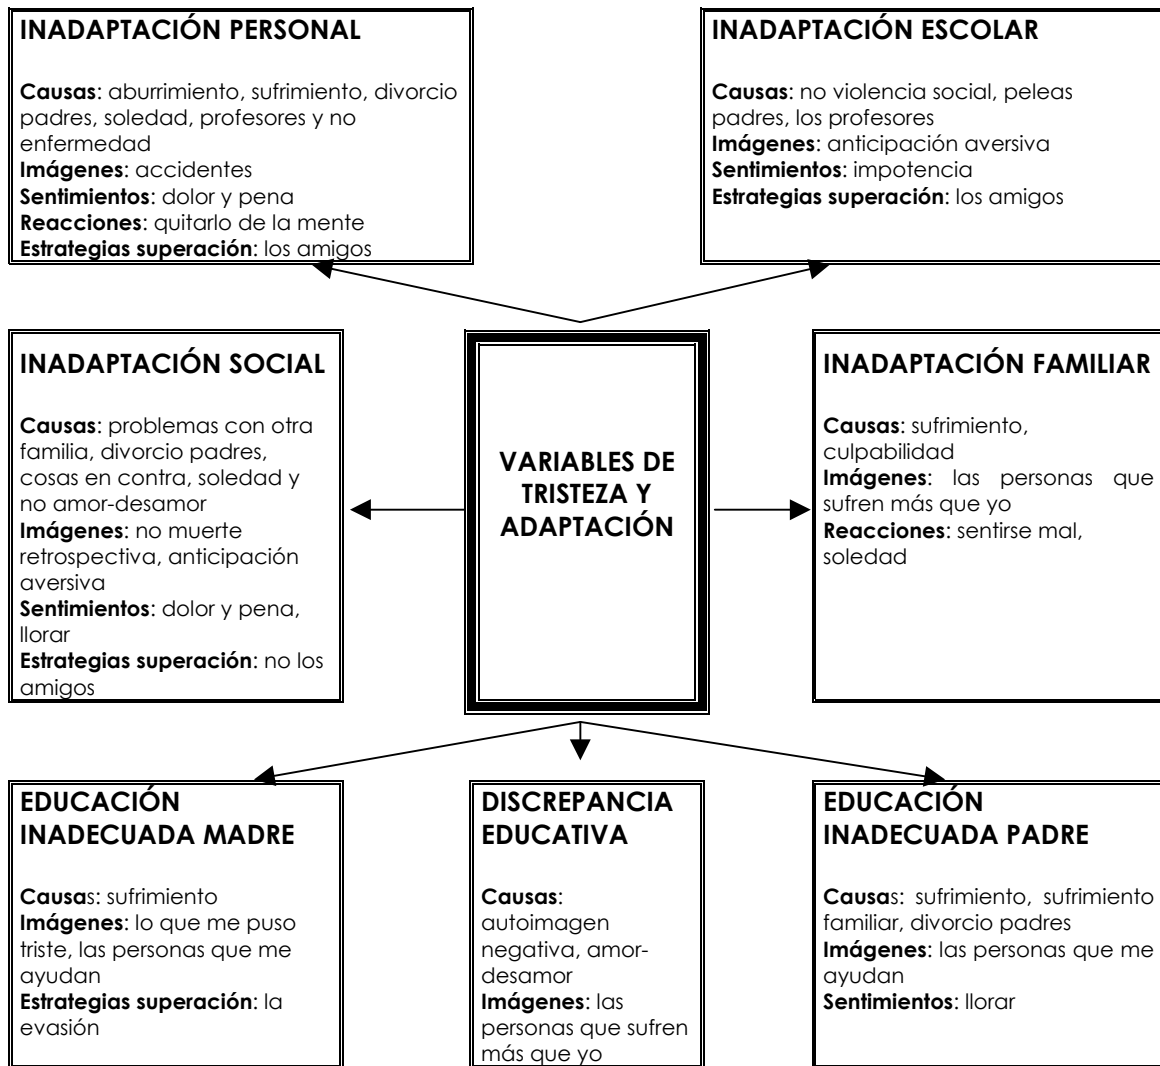 INADAPTACIÓN PERSONAL
Causas: aburrimiento, sufrimiento, divorcio
padres, soledad, profesores y no
enfermedad
Imágenes: accidentes
Sentimientos: dolor y pena
Reacciones: quitarlo de la mente
Estrategias superación: los amigos
INADAPTACIÓN ESCOLAR
Causas: no violencia social, peleas
padres, los profesores
Imágenes: anticipación aversiva
Sentimientos: impotencia
Estrategias superación: los amigos
INADAPTACIÓN SOCIAL
Causas: problemas con otra
familia, divorcio padres,
cosas en contra, soledad y
no amor-desamor
Imágenes: no muerte
retrospectiva, anticipación
aversiva
Sentimientos: dolor y pena,
llorar
Estrategias superación: no los
amigos
VARIABLES DE
TRISTEZA Y
ADAPTACIÓN
INADAPTACIÓN FAMILIAR
Causas: sufrimiento,
culpabilidad
Imágenes: las personas que
sufren más que yo
Reacciones: sentirse mal,
soledad
EDUCACIÓN
INADECUADA MADRE
Causas: sufrimiento
Imágenes: lo que me puso
triste, las personas que me
ayudan
Estrategias superación: la
evasión
DISCREPANCIA
EDUCATIVA
Causas:
autoimagen
negativa, amor-
desamor
Imágenes: las
personas que sufren
más que yo
EDUCACIÓN
INADECUADA PADRE
Causas: sufrimiento, sufrimiento
familiar, divorcio padres
Imágenes: las personas que me
ayudan
Sentimientos: llorar